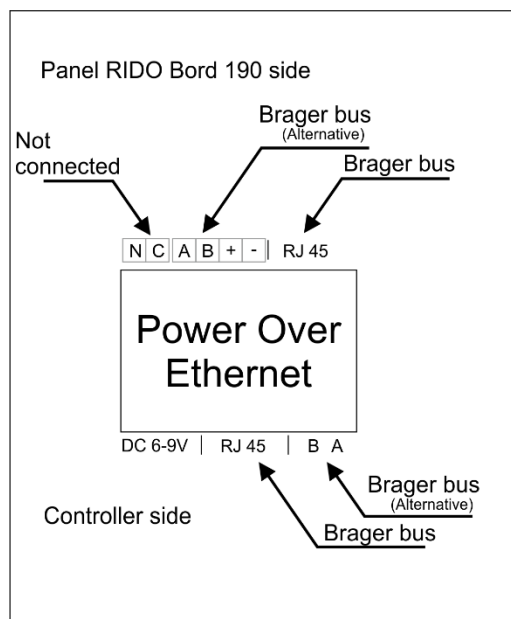 Panel RIDO Bord 190 side
Brager bus
(Alternative)
Not
connected
Brager bus
N C A B + - | RJ 45
Power Over
Ethernet
DC 6-9V | RJ 45 | B A
Brager bus
(Alternative)
Controller side
Brager bus